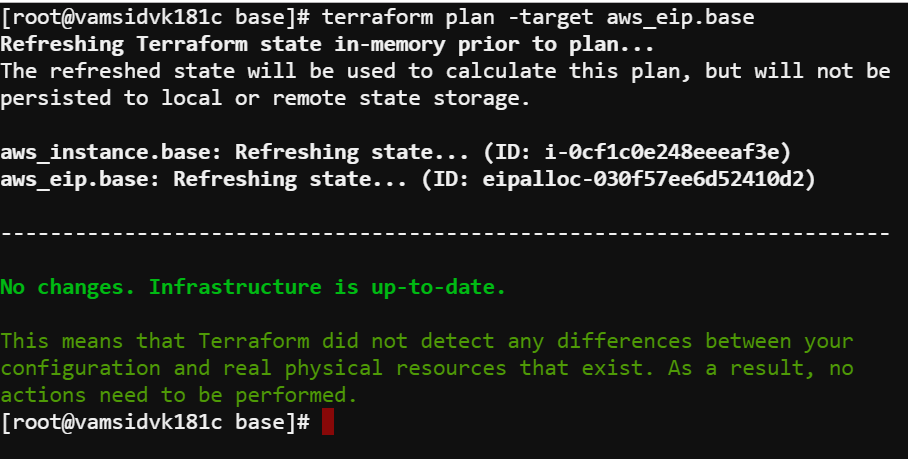 [root@vamsidvk181c base]# terraform plan -target aws_eip.base
Refreshing Terraform state in-memory prior to plan...
The refreshed state will be used to calculate this plan, but will not be
persisted to local or remote state storage.
aws_instance.base: Refreshing state... (ID: i-0cf1c0e248eeeaf3e)
aws_eip.base: Refreshing state... (ID: eipalloc-030f57ee6d52410d2)
------------------------------------------------------------------------
No changes. Infrastructure is up-to-date.
This means that Terraform did not detect any differences between your
configuration and real physical resources that exist. As a result, no
actions need to be performed.
[root@vamsidvk181c base]#